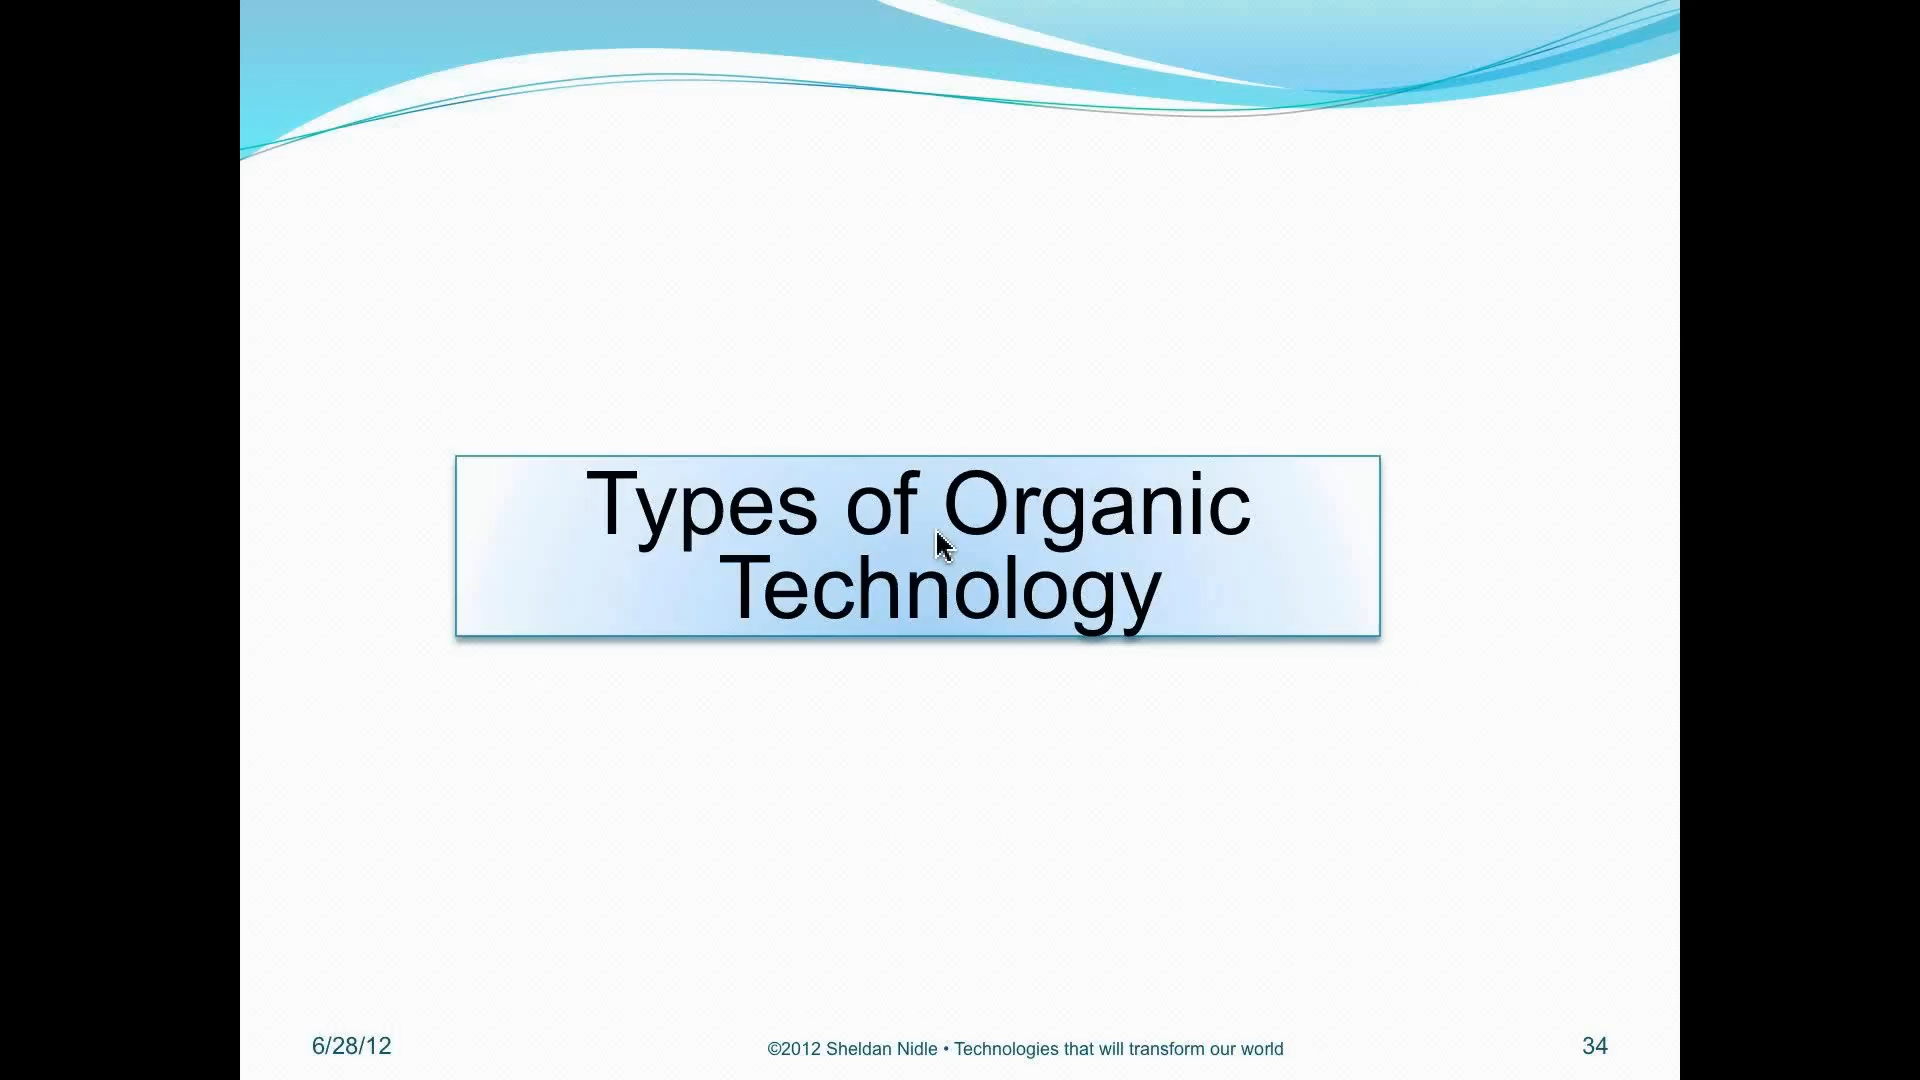 Types of Organic
Technology
6/28/12
©2012 Sheldan Nidle • Technologies that will transform our world
34